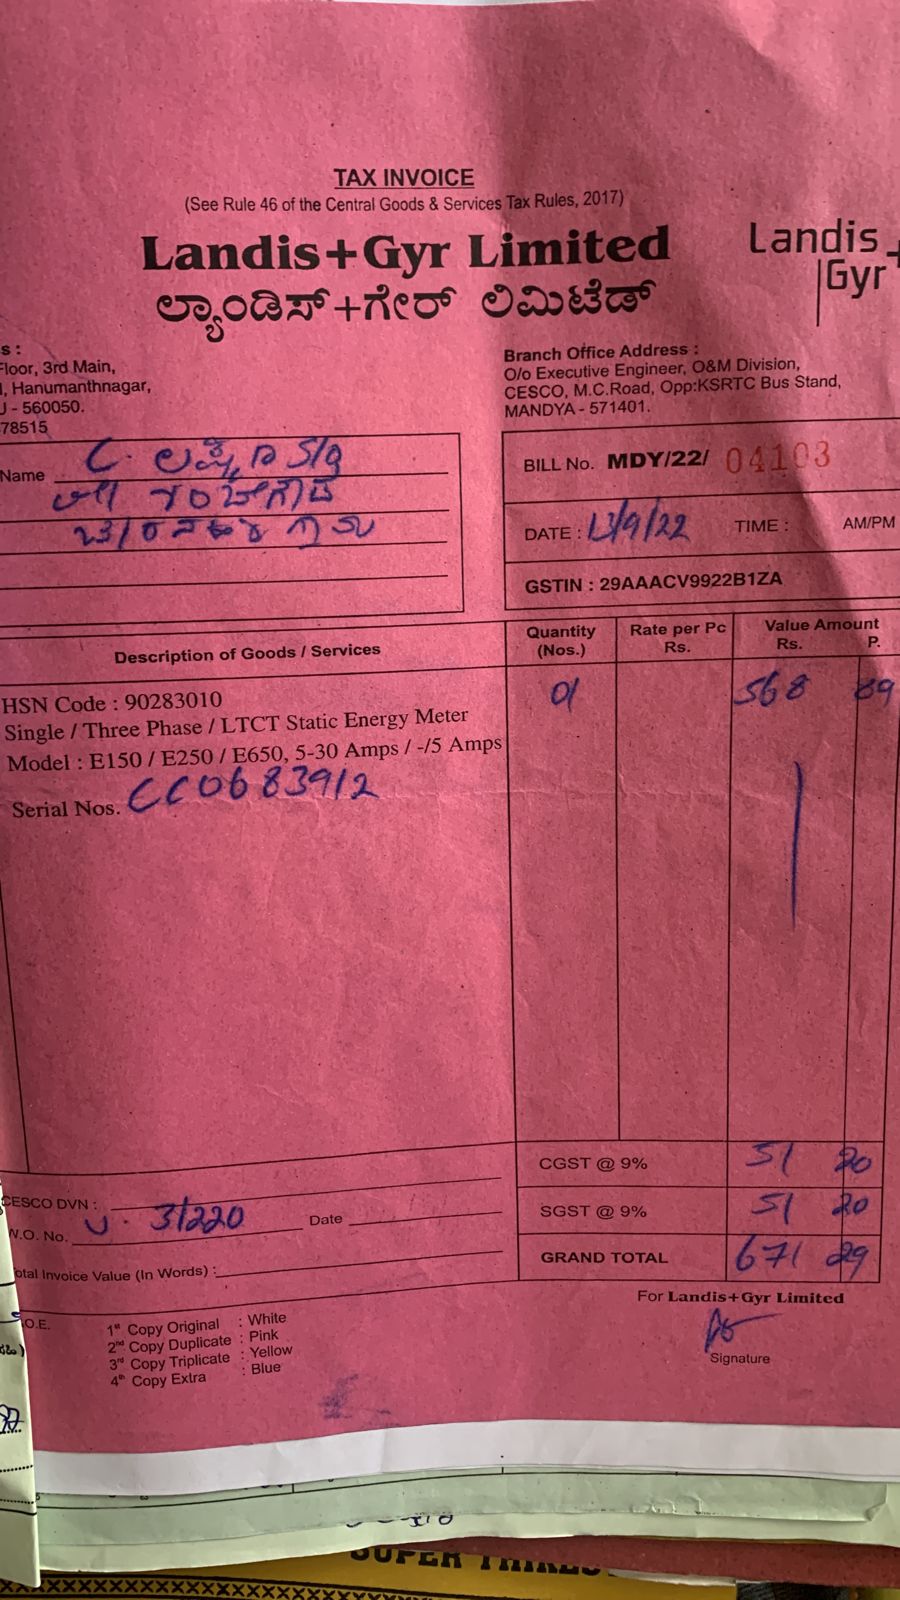 TAX INVOICE
(See Rule 46 of the Central Goods & Services Tax Rules, 2017)
Landis+Gyr Limited
ಲ್ಯಾಂಡಿಸ್+ಗೇರ್ ಲಿಮಿಟೆಡ್
Landis
Gyr
s :
Floor, 3rd Main,
, Hanumanthnagar,
- 560050.
78515
Branch Office Address :
O/o Executive Engineer, O&M Division,
CESCO, M.C.Road, Opp:KSRTC Bus Stand,
MANDYA - 571401.
Name C.
BILL No. MDY/22/ 04103
DATE : 13/9/22 TIME : AM/PM
GSTIN : 29AAACV9922B1ZA
Description of Goods / Services Quantity (Nos.) Rate per Pc Rs. Value Amount Rs. P.
HSN Code : 90283010 01 568 89
Single / Three Phase / LTCT Static Energy Meter
Model : E150 / E250 / E650, 5-30 Amps / -/5 Amps
Serial Nos. CC0683912
CGST @ 9% 51 20
CESCO DVN :
SGST @ 9% 51 20
W.O. No. 31220 Date
GRAND TOTAL 671 29
otal Invoice Value (In Words) :
For Landis+Gyr Limited
.O.E.
1st Copy Original : White
2nd Copy Duplicate : Pink
3rd Copy Triplicate : Yellow
4th Copy Extra : Blue
Signature
SUPER